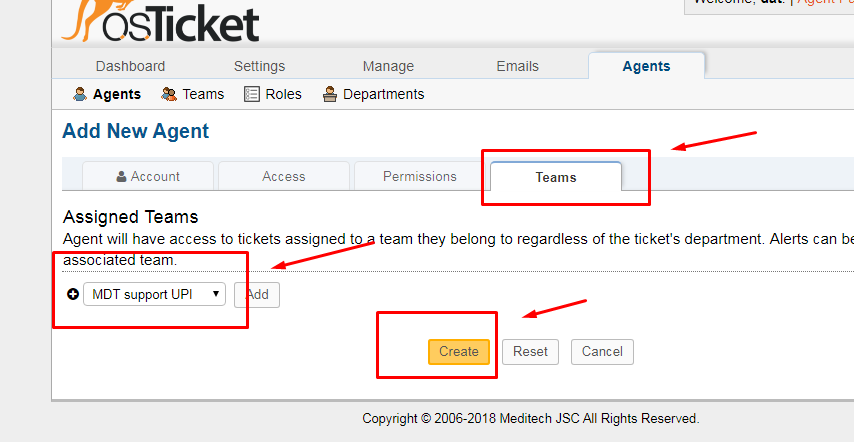 Welcome, dat. | Agent Pa
osTicket
Dashboard Settings Manage Emails Agents
Agents Teams Roles Departments
Add New Agent
Account Access Permissions Teams
Assigned Teams
Agent will have access to tickets assigned to a team they belong to regardless of the ticket's department. Alerts can be
associated team.
MDT support UPI Add
Create Reset Cancel
Copyright © 2006-2018 Meditech JSC All Rights Reserved.